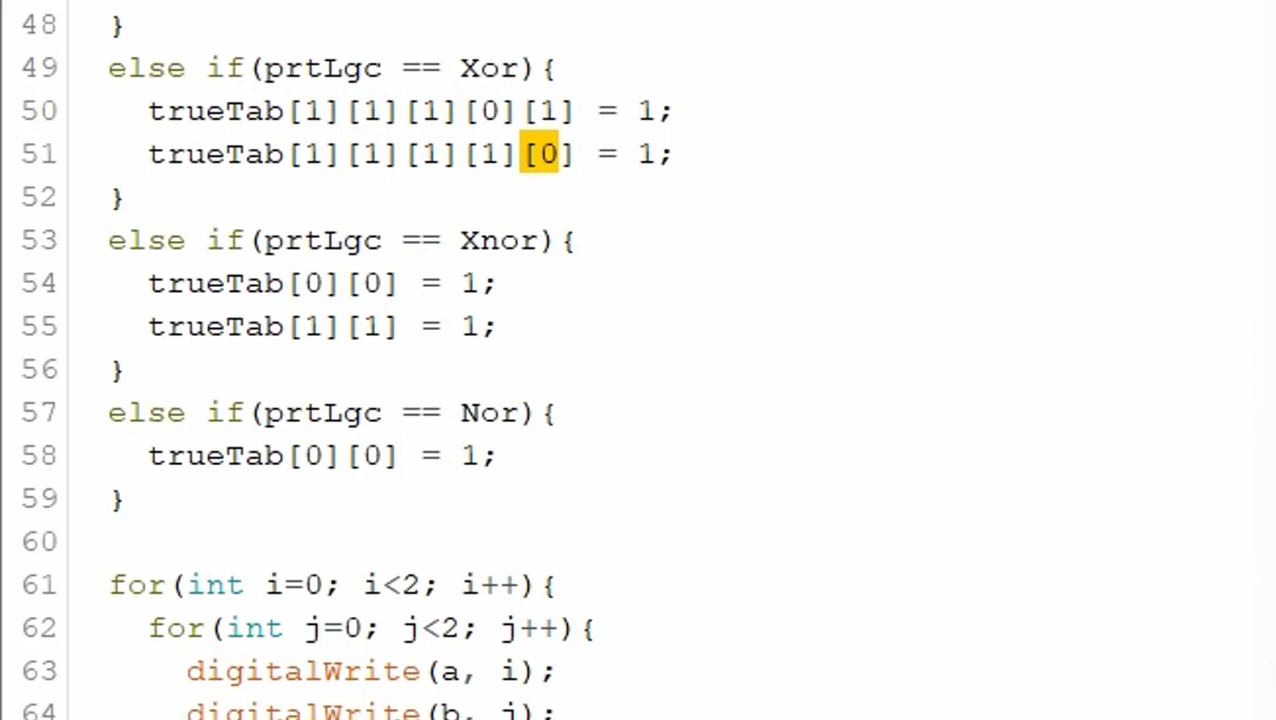 48 }
49 else if(prtLgc == Xor){
50 trueTab[1][1][1][0][1] = 1;
51 trueTab[1][1][1][1][0] = 1;
52 }
53 else if(prtLgc == Xnor){
54 trueTab[0][0] = 1;
55 trueTab[1][1] = 1;
56 }
57 else if(prtLgc == Nor){
58 trueTab[0][0] = 1;
59 }
60
61 for(int i=0; i<2; i++){
62 for(int j=0; j<2; j++){
63 digitalWrite(a, i);
64 digitalWrite(b, j);